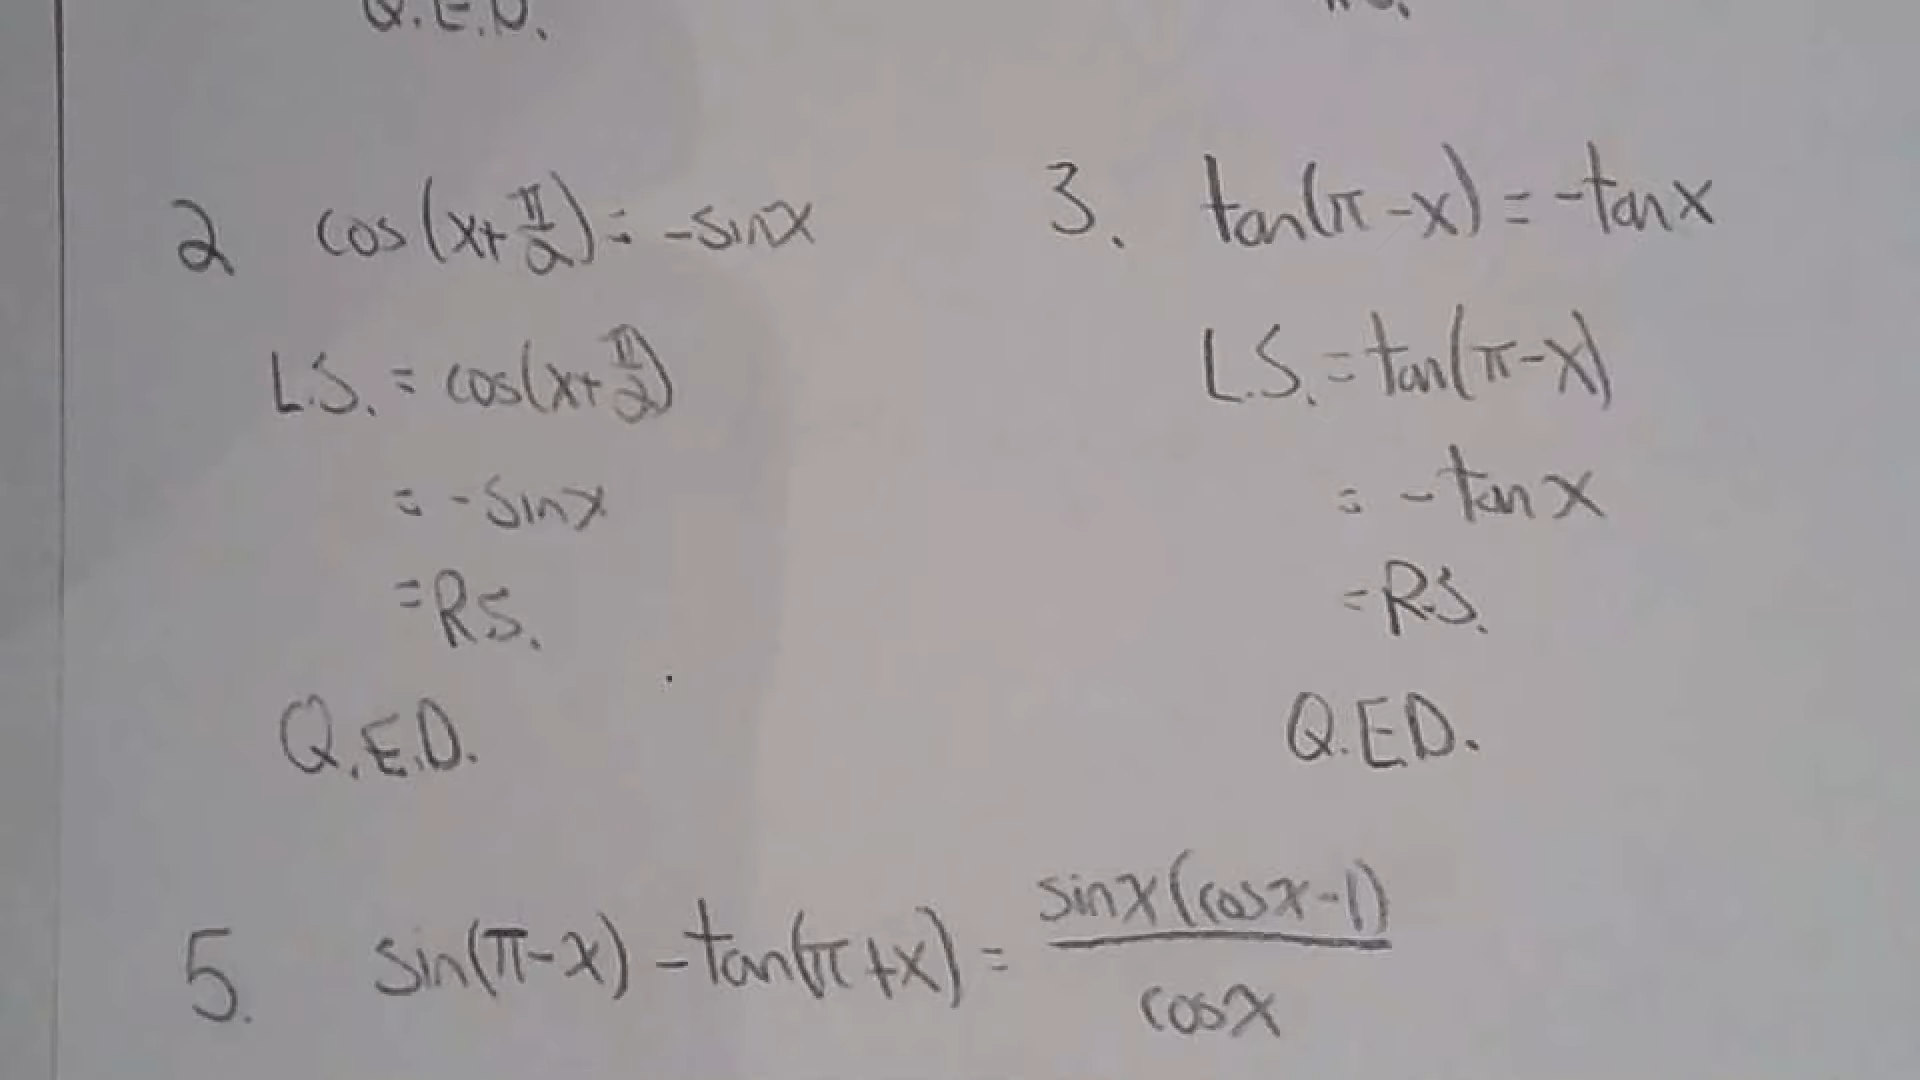 Q.E.D.
2 cos(x+π/2) = -sinx
L.S. = cos(x+π/2)
= -sinx
= R.S.
Q.E.D.
3. tan(π-x) = -tanx
L.S. = tan(π-x)
= -tanx
= R.S.
Q.E.D.
5. sin(π-x) - tan(π+x) = sinx(cosx-1)/cosx